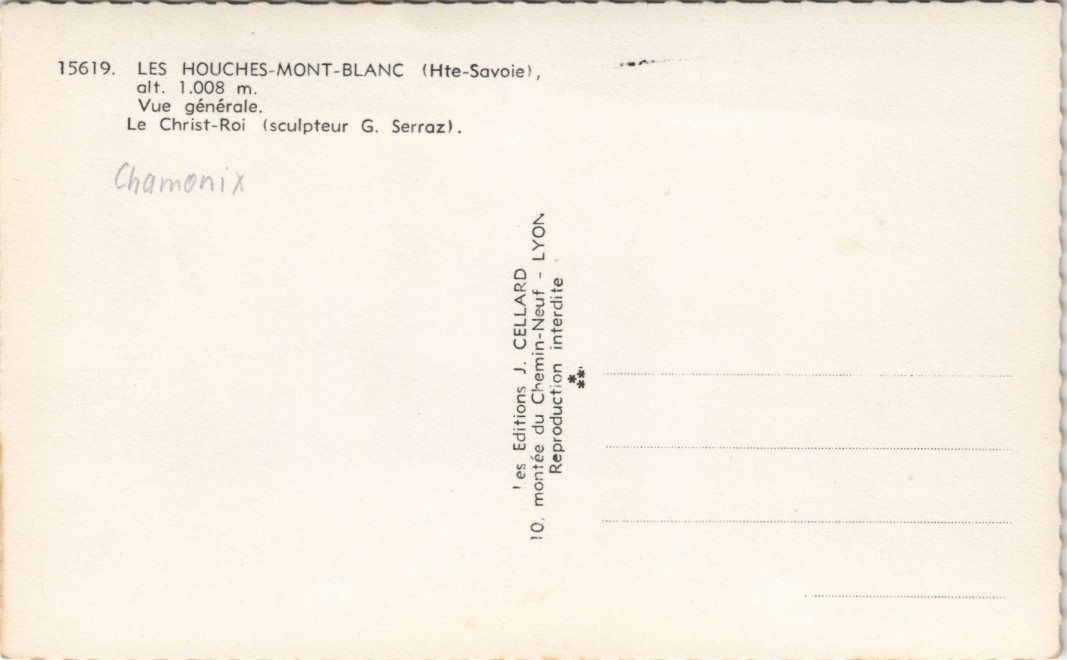 15619. LES HOUCHES-MONT-BLANC (Hte-Savoie),
alt. 1.008 m.
Vue générale.
Le Christ-Roi (sculpteur G. Serraz).
Chamonix
Les Editions J. CELLARD
10, montée du Chemin-Neuf - LYON
Reproduction interdite